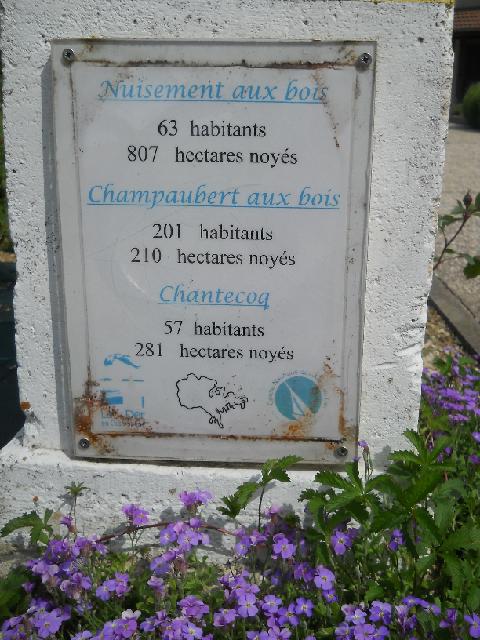 Nuisement aux bois
63 habitants
807 hectares noyés
Champaubert aux bois
201 habitants
210 hectares noyés
Chantecoq
57 habitants
281 hectares noyés
Der